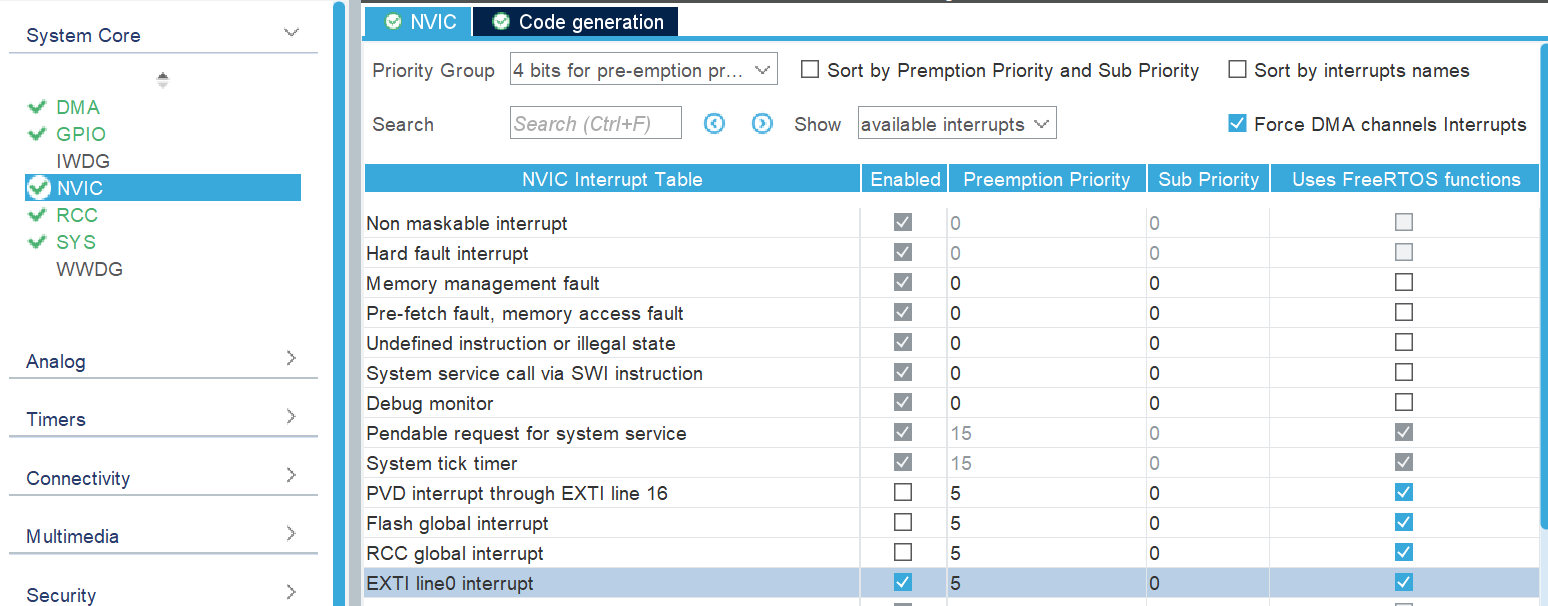 System Core
DMA
GPIO
IWDG
NVIC
RCC
SYS
WWDG
Analog
Timers
Connectivity
Multimedia
Security
NVIC
Code generation
Priority Group
4 bits for pre-emption pr...
Sort by Premption Priority and Sub Priority
Sort by interrupts names
Search
Search (Ctrl+F)
Show
available interrupts
Force DMA channels Interrupts
NVIC Interrupt Table Enabled Preemption Priority Sub Priority Uses FreeRTOS functions
Non maskable interrupt 0 0
Hard fault interrupt 0 0
Memory management fault 0 0
Pre-fetch fault, memory access fault 0 0
Undefined instruction or illegal state 0 0
System service call via SWI instruction 0 0
Debug monitor 0 0
Pendable request for system service 15 0
System tick timer 15 0
PVD interrupt through EXTI line 16 5 0
Flash global interrupt 5 0
RCC global interrupt 5 0
EXTI line0 interrupt 5 0